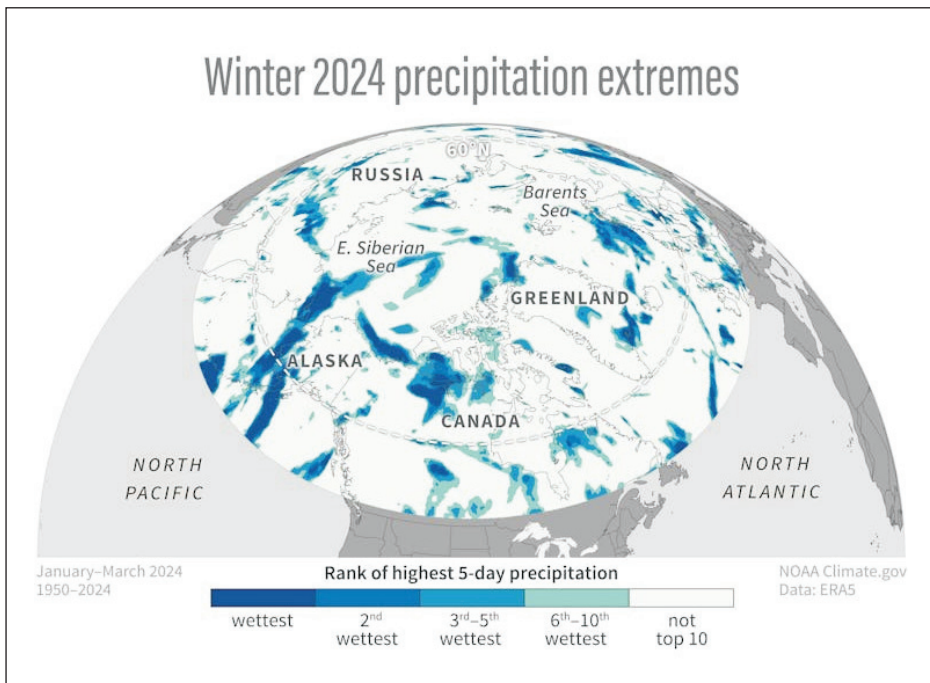 Winter 2024 precipitation extremes
60°N
RUSSIA
Barents
Sea
E. Siberian
Sea
GREENLAND
ALASKA
CANADA
NORTH
PACIFIC
NORTH
ATLANTIC
January–March 2024
1950–2024
Rank of highest 5-day precipitation
NOAA Climate.gov
Data: ERA5
wettest
2nd
wettest
3rd–5th
wettest
6th–10th
wettest
not
top 10